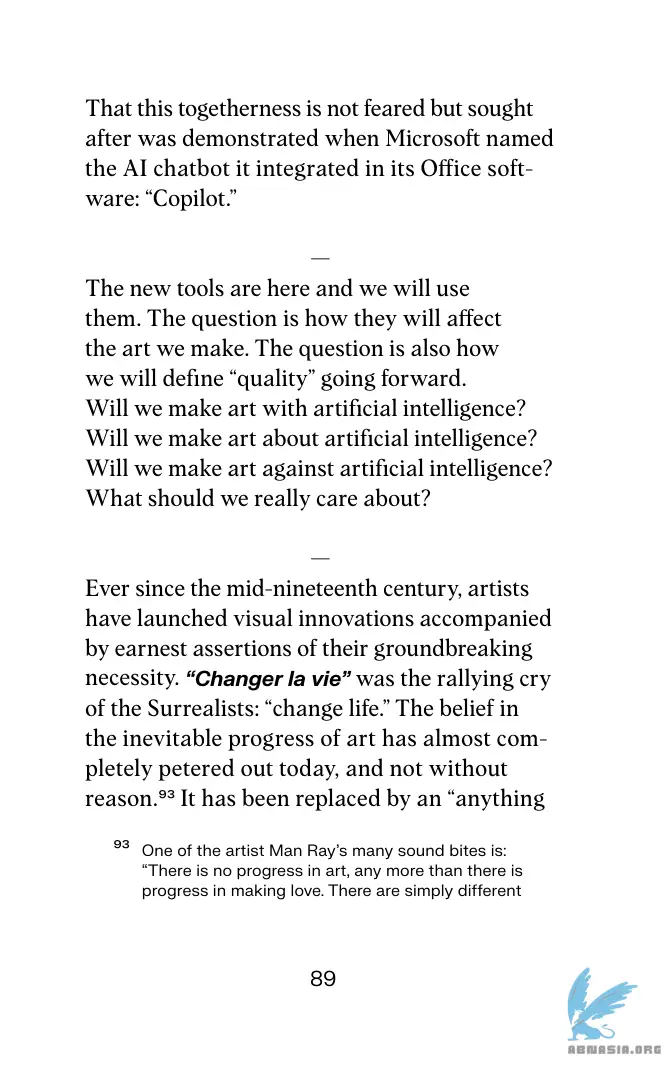 That this togetherness is not feared but sought
after was demonstrated when Microsoft named
the AI chatbot it integrated in its Office soft-
ware: “Copilot.”
—
The new tools are here and we will use
them. The question is how they will affect
the art we make. The question is also how
we will define “quality” going forward.
Will we make art with artificial intelligence?
Will we make art about artificial intelligence?
Will we make art against artificial intelligence?
What should we really care about?
—
Ever since the mid-nineteenth century, artists
have launched visual innovations accompanied
by earnest assertions of their groundbreaking
necessity. “Changer la vie” was the rallying cry
of the Surrealists: “change life.” The belief in
the inevitable progress of art has almost com-
pletely petered out today, and not without
reason.⁹³ It has been replaced by an “anything
93 One of the artist Man Ray’s many sound bites is:
“There is no progress in art, any more than there is
progress in making love. There are simply different
89
ABNASIA.ORG